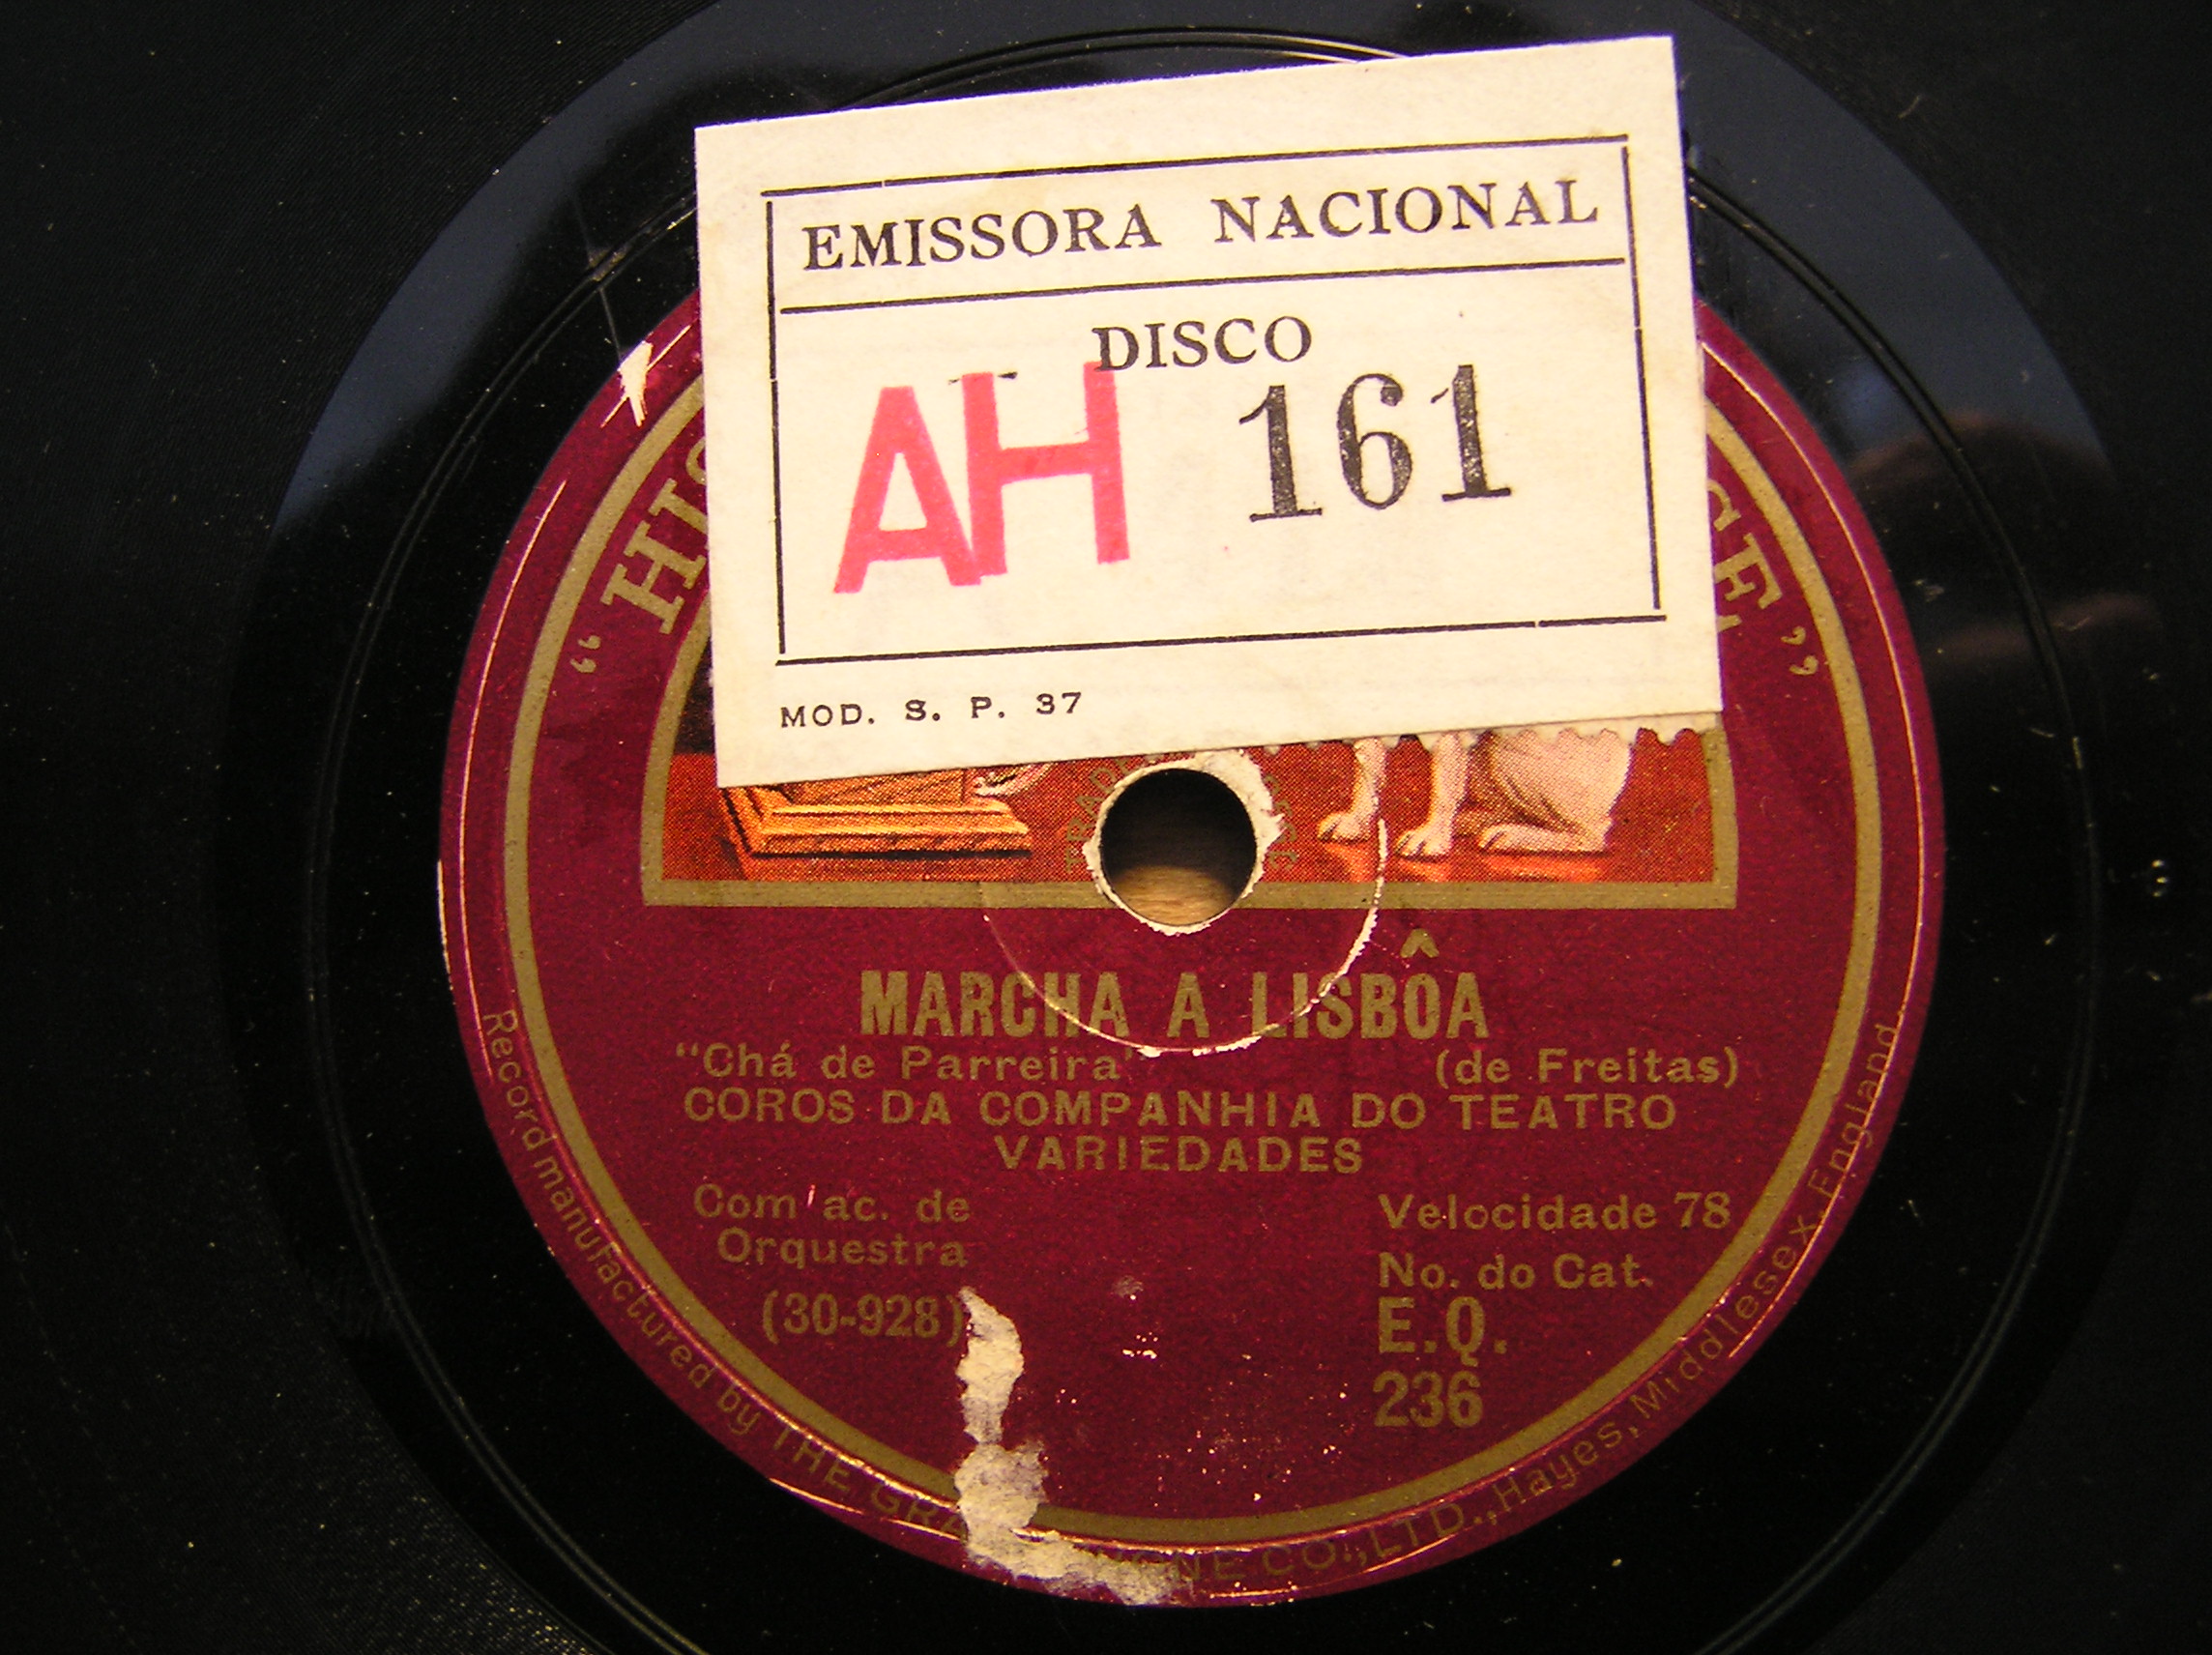 EMISSORA NACIONAL
DISCO
AH 161
MOD. S. P. 37
MARCHA A LISBÔA
"Chá de Parreira" (de Freitas)
COROS DA COMPANHIA DO TEATRO
VARIEDADES
Com ac. de
Orquestra
(30-928)
Velocidade 78
No. do Cat.
E.Q.
236
Record manufactured by THE CO., LTD., Hayes, Middlesex, England.